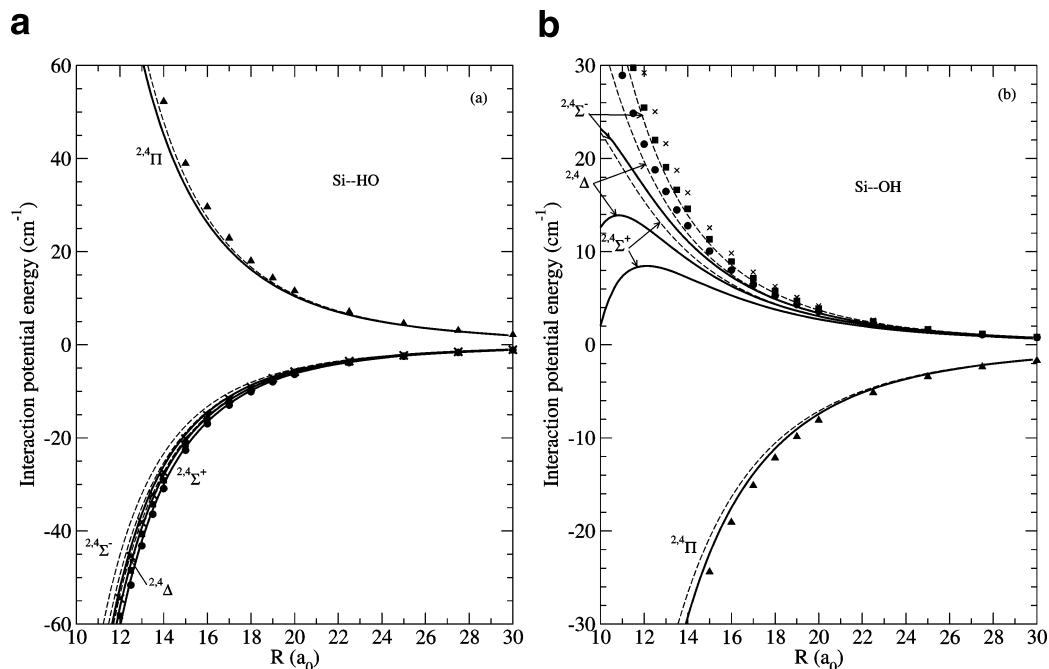 a
b
Interaction potential energy (cm⁻¹)
60
40
20
0
-20
-40
-60
(a)
²,⁴Π
Si--HO
²,⁴Σ⁺
²,⁴Σ⁻
²,⁴Δ
10 12 14 16 18 20 22 24 26 28 30
R (a₀)
Interaction potential energy (cm⁻¹)
30
20
10
0
-10
-20
-30
(b)
²,⁴Σ⁻
²,⁴Δ
²,⁴Σ⁺
Si--OH
²,⁴Π
10 12 14 16 18 20 22 24 26 28 30
R (a₀)